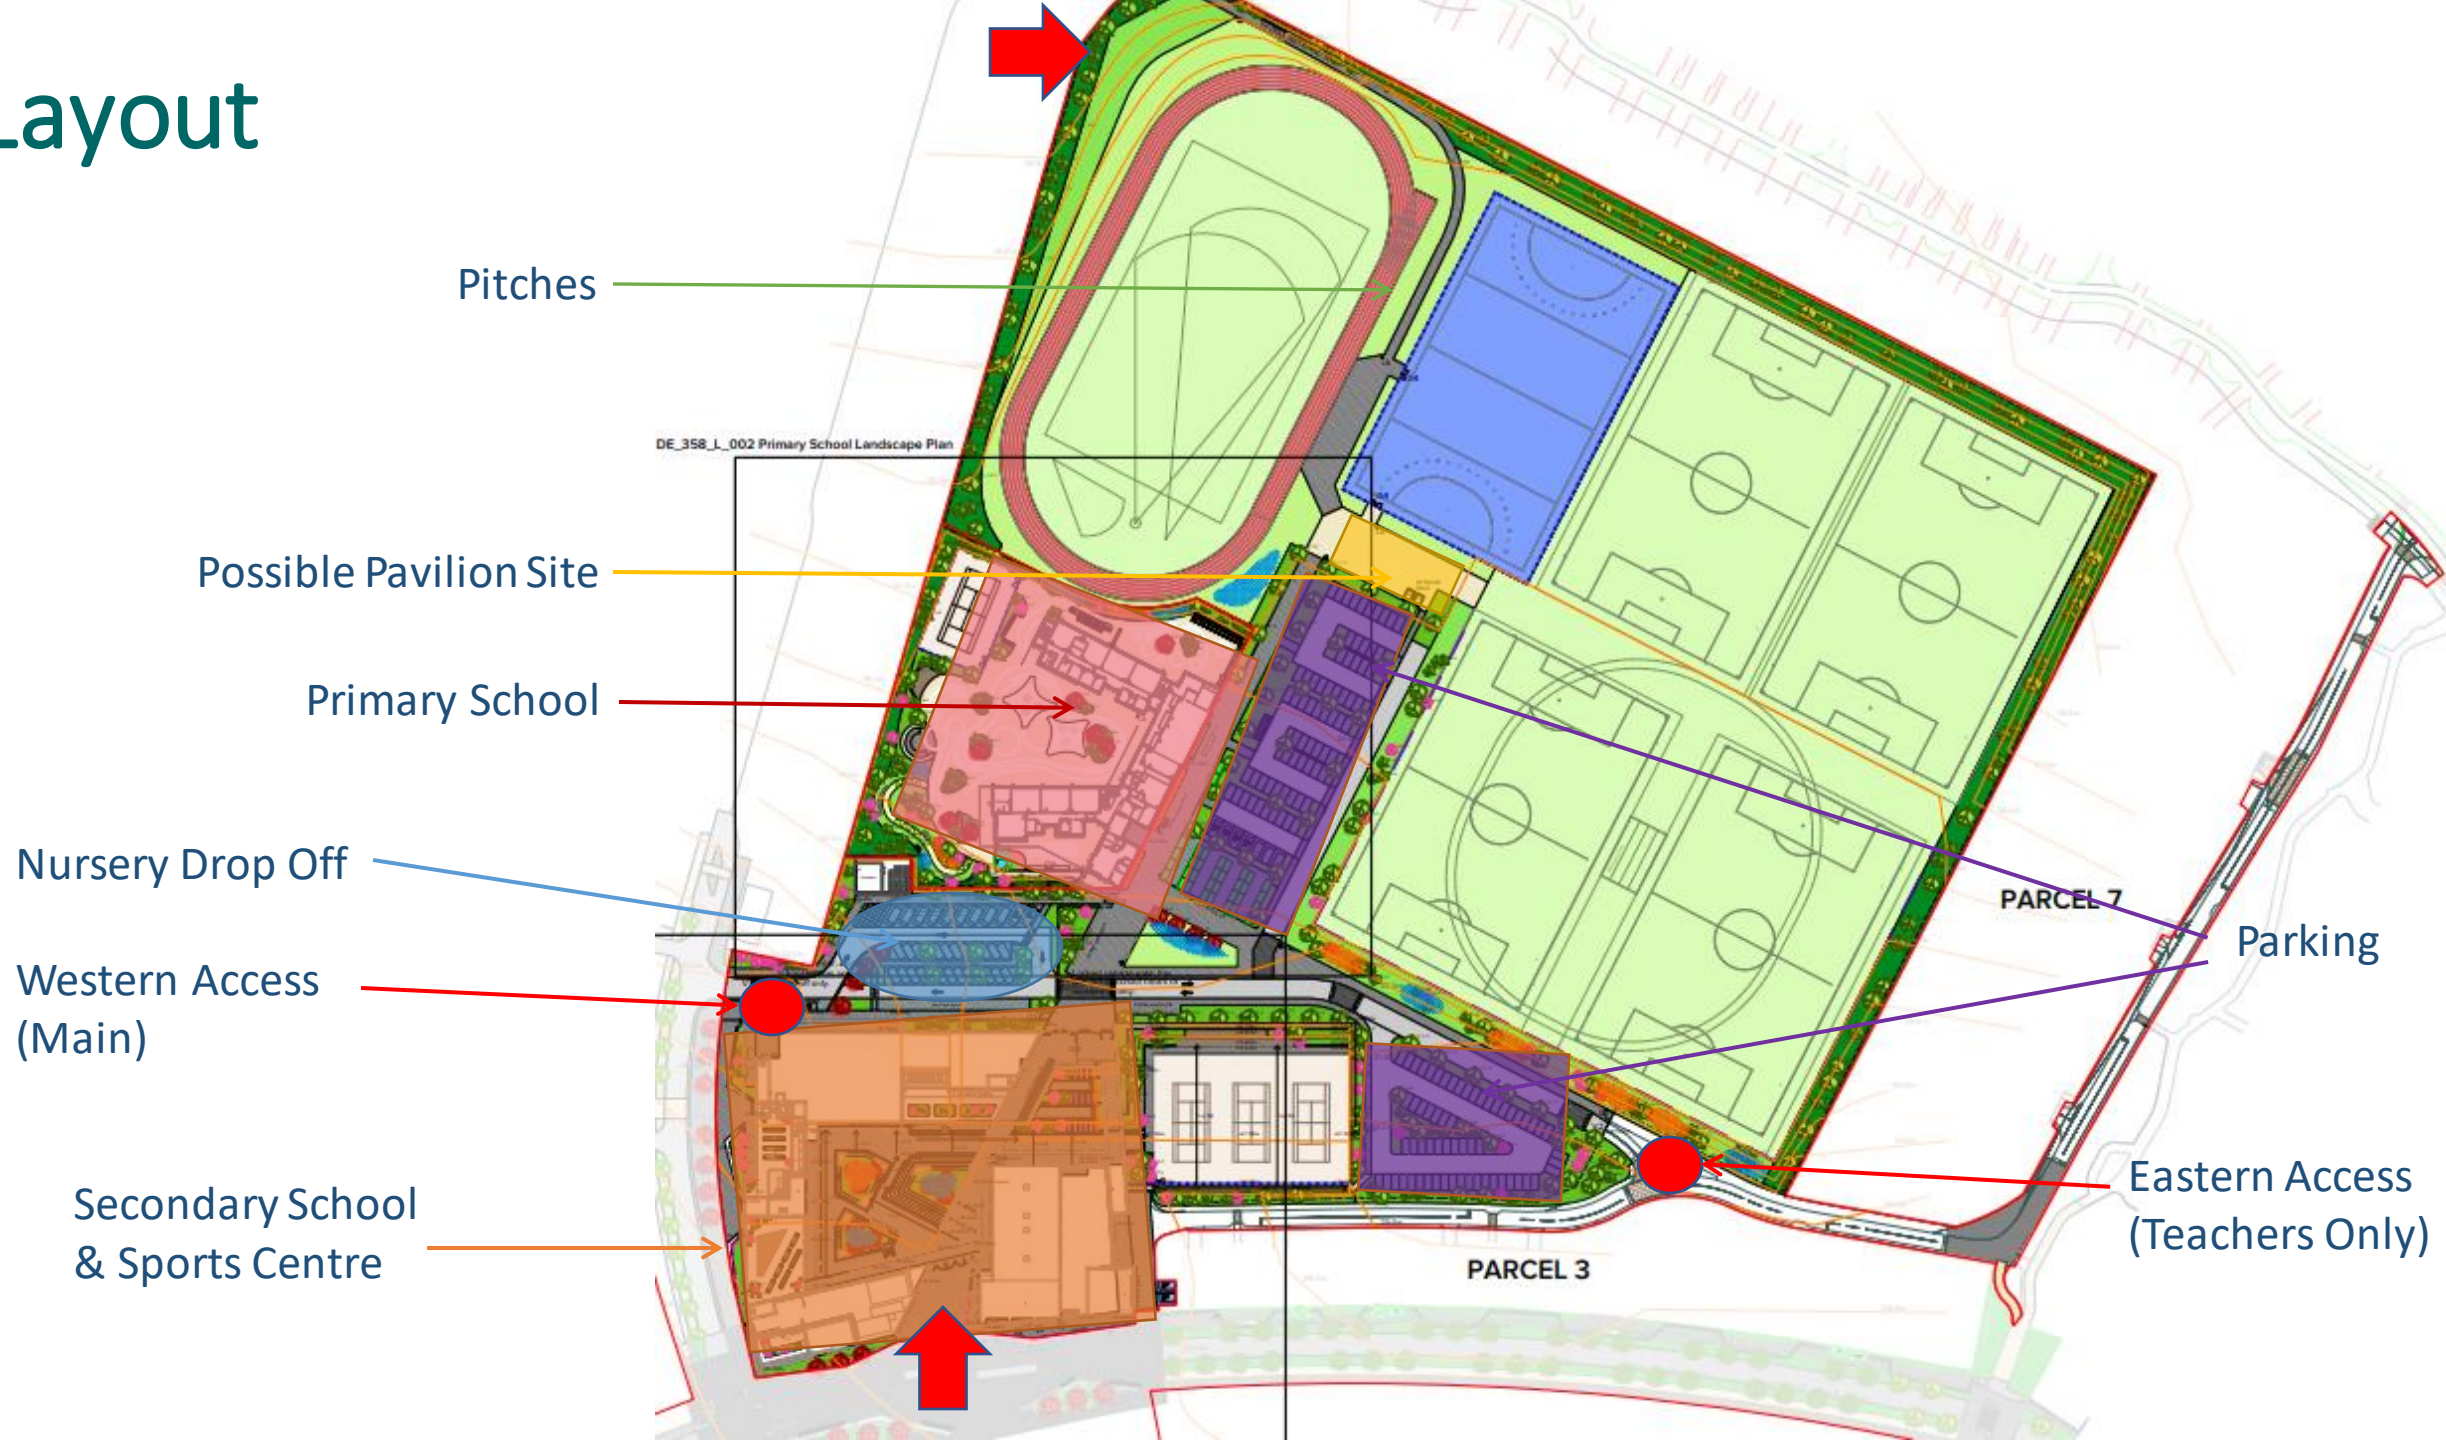 Layout
Pitches
DE_358_L_002 Primary School Landscape Plan
Possible Pavilion Site
Primary School
Nursery Drop Off
PARCEL 7
Parking
Western Access
(Main)
Secondary School
& Sports Centre
Eastern Access
(Teachers Only)
PARCEL 3